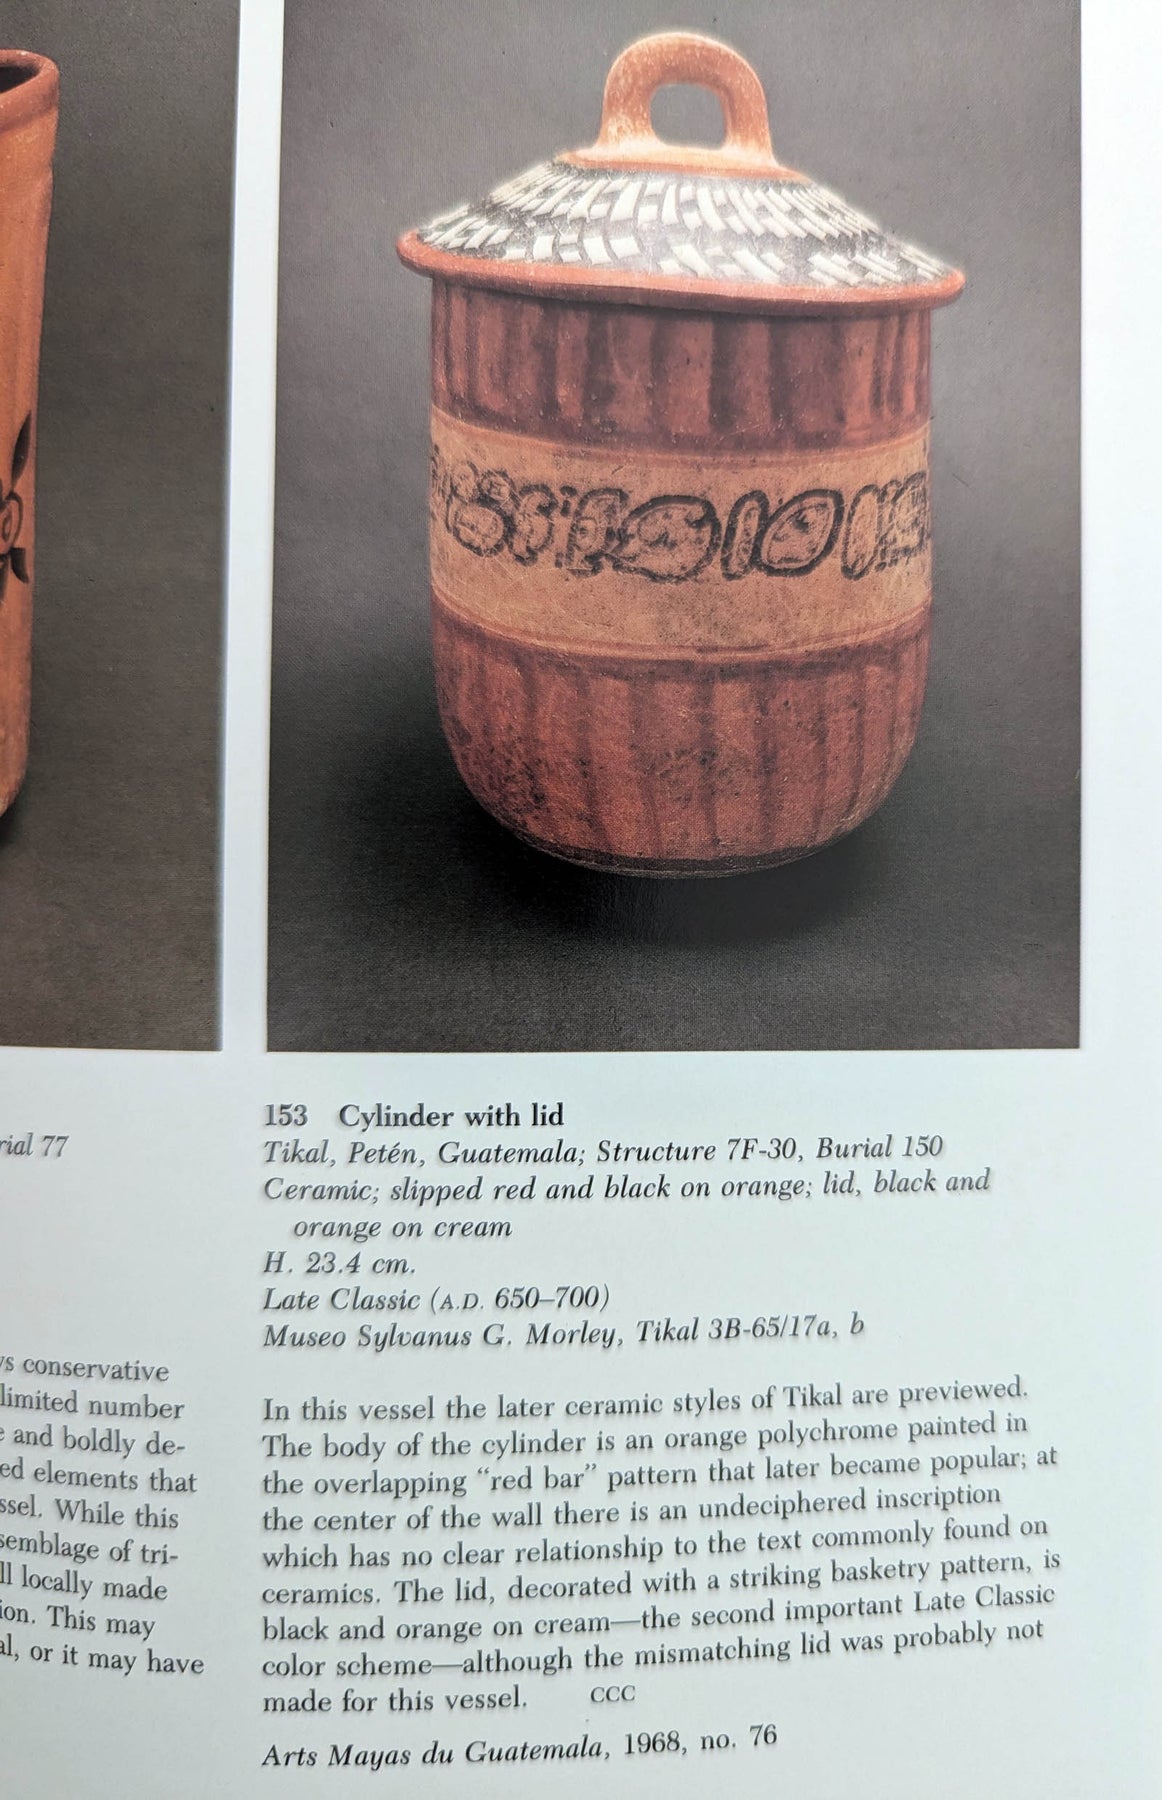 rial 77
s conservative
limited number
and boldly de-
ed elements that
ssel. While this
semblage of tri-
ll locally made
ion. This may
al, or it may have
153 Cylinder with lid
Tikal, Petén, Guatemala; Structure 7F-30, Burial 150
Ceramic; slipped red and black on orange; lid, black and
orange on cream
H. 23.4 cm.
Late Classic (A.D. 650–700)
Museo Sylvanus G. Morley, Tikal 3B-65/17a, b
In this vessel the later ceramic styles of Tikal are previewed.
The body of the cylinder is an orange polychrome painted in
the overlapping “red bar” pattern that later became popular; at
the center of the wall there is an undeciphered inscription
which has no clear relationship to the text commonly found on
ceramics. The lid, decorated with a striking basketry pattern, is
black and orange on cream—the second important Late Classic
color scheme—although the mismatching lid was probably not
made for this vessel. CCC
Arts Mayas du Guatemala, 1968, no. 76